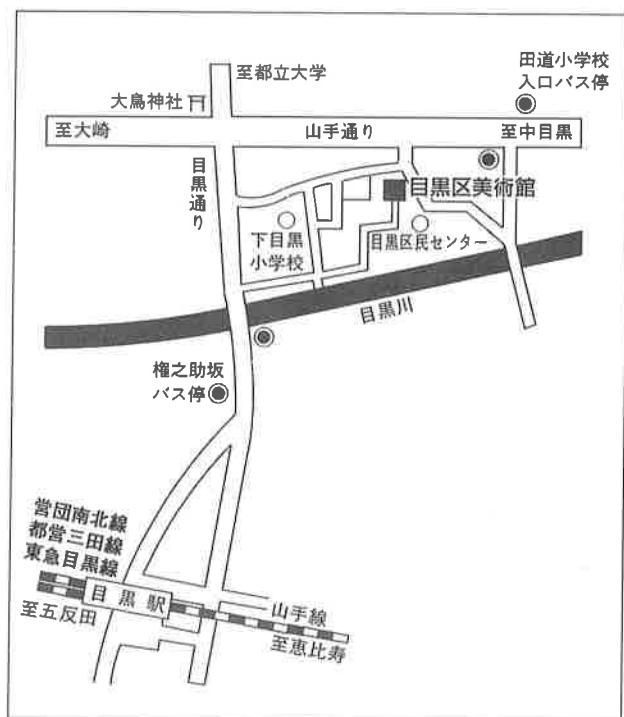 田道小学校
入口バス停
至都立大学
大鳥神社
至大崎
山手通り
至中目黒
目黒通り
目黒区美術館
下目黒
小学校
目黒区民センター
目黒川
権之助坂
バス停
営団南北線
都営三田線
東急目黒線
目黒駅
山手線
至五反田
至恵比寿